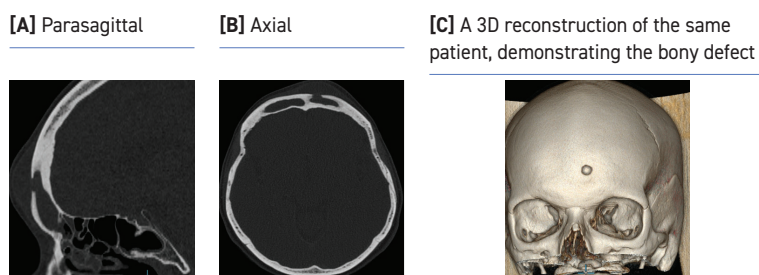 [A] Parasagittal
[B] Axial
[C] A 3D reconstruction of the same
patient, demonstrating the bony defect